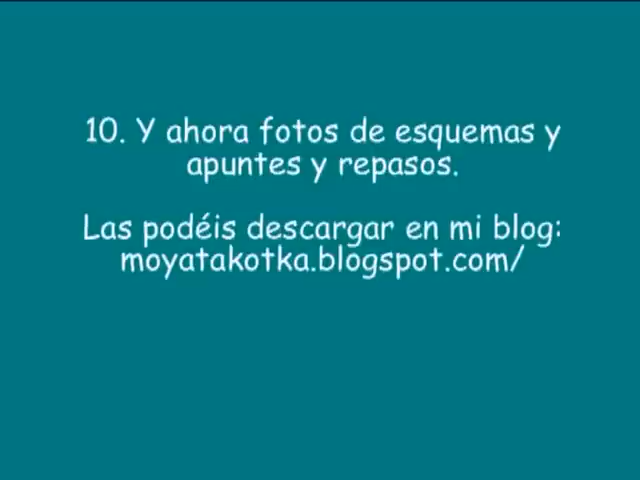 10. Y ahora fotos de esquemas y
apuntes y repasos.
Las podéis descargar en mi blog:
moyatakotka.blogspot.com/